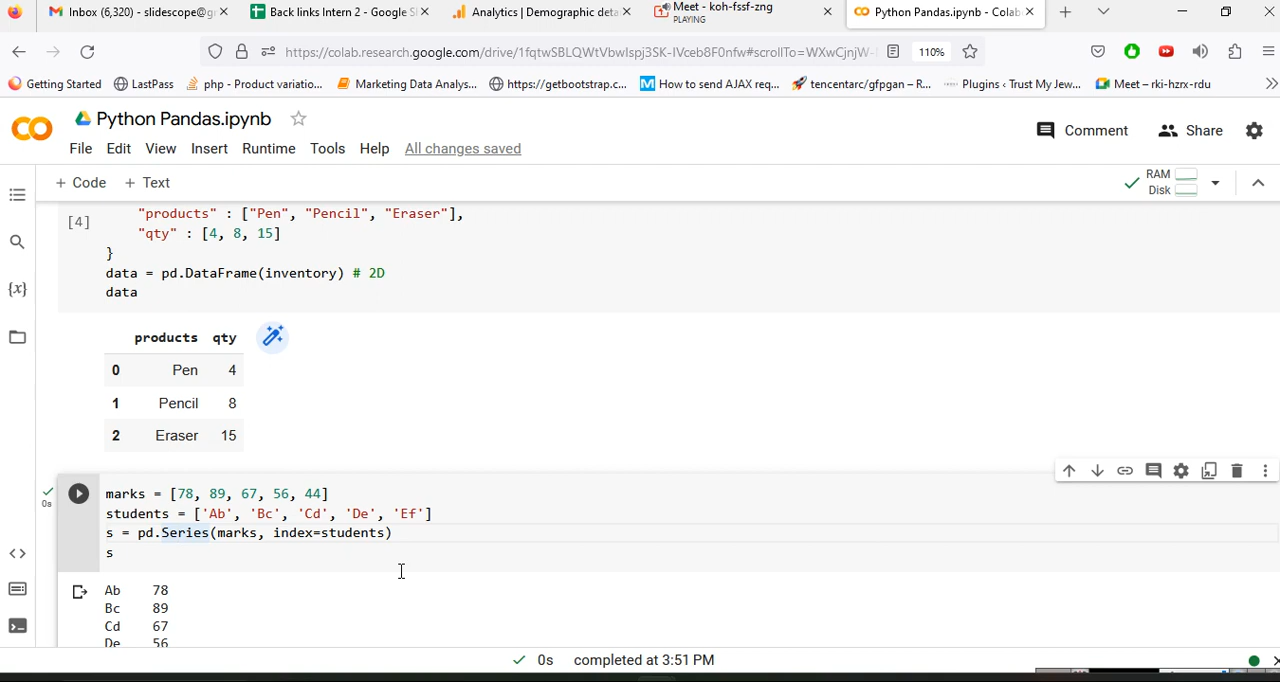 Inbox (6,320) - slidescope@g
Back links Intern 2 - Google S
Analytics | Demographic deta
Meet - koh-fssf-zng
PLAYING
Python Pandas.ipynb - Colab
https://colab.research.google.com/drive/1fqtwSBLQWtVbwIspj3SK-IVceb8F0nfw#scrollTo=WXwCjnjW-
110%
Getting Started
LastPass
php - Product variatio...
Marketing Data Analys...
https://getbootstrap.c...
How to send AJAX req...
tencentarc/gfpgan – R...
Plugins ‹ Trust My Jew...
Meet – rki-hzrx-rdu
Python Pandas.ipynb
Comment
Share
File Edit View Insert Runtime Tools Help All changes saved
+ Code + Text
RAM
Disk
[4]
"products" : ["Pen", "Pencil", "Eraser"],
"qty" : [4, 8, 15]
}
data = pd.DataFrame(inventory) # 2D
data
products qty
0 Pen 4
1 Pencil 8
2 Eraser 15
0s
marks = [78, 89, 67, 56, 44]
students = ['Ab', 'Bc', 'Cd', 'De', 'Ef']
s = pd.Series(marks, index=students)
s
Ab 78
Bc 89
Cd 67
De 56
0s completed at 3:51 PM